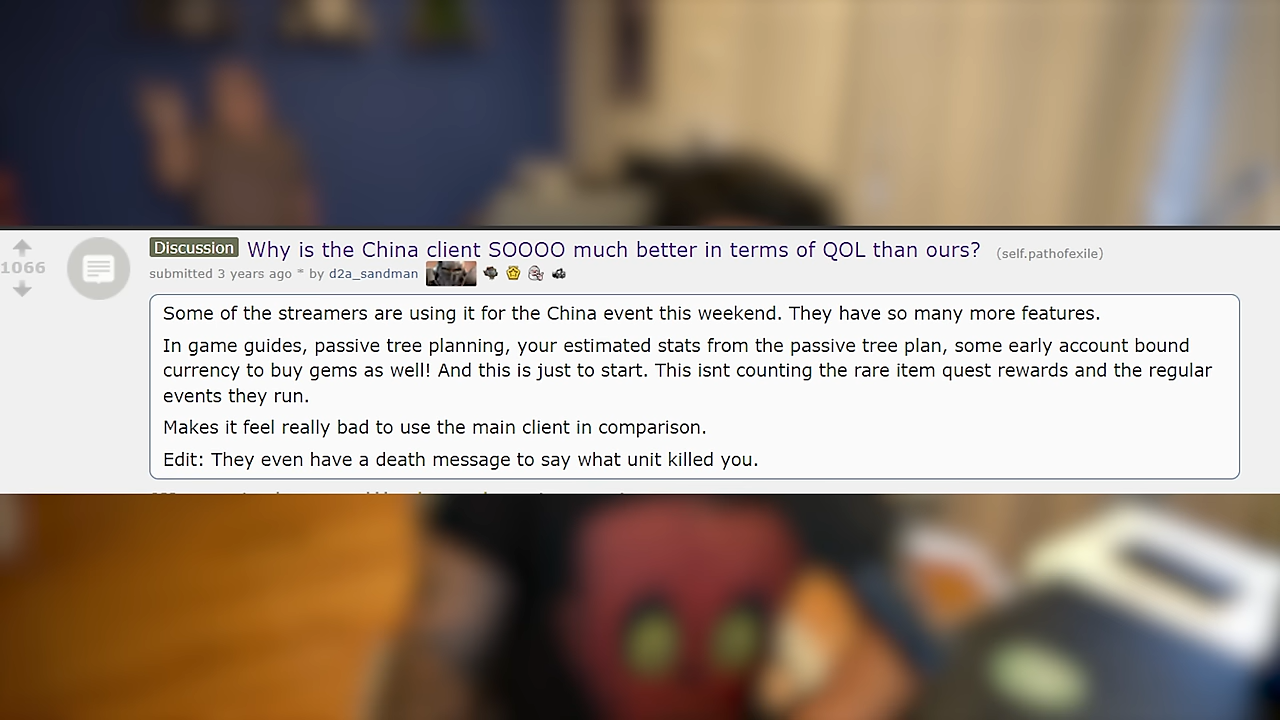 Discussion Why is the China client SOOOO much better in terms of QOL than ours? (self.pathofexile)
1066
submitted 3 years ago * by d2a_sandman
Some of the streamers are using it for the China event this weekend. They have so many more features.
In game guides, passive tree planning, your estimated stats from the passive tree plan, some early account bound
currency to buy gems as well! And this is just to start. This isnt counting the rare item quest rewards and the regular
events they run.
Makes it feel really bad to use the main client in comparison.
Edit: They even have a death message to say what unit killed you.